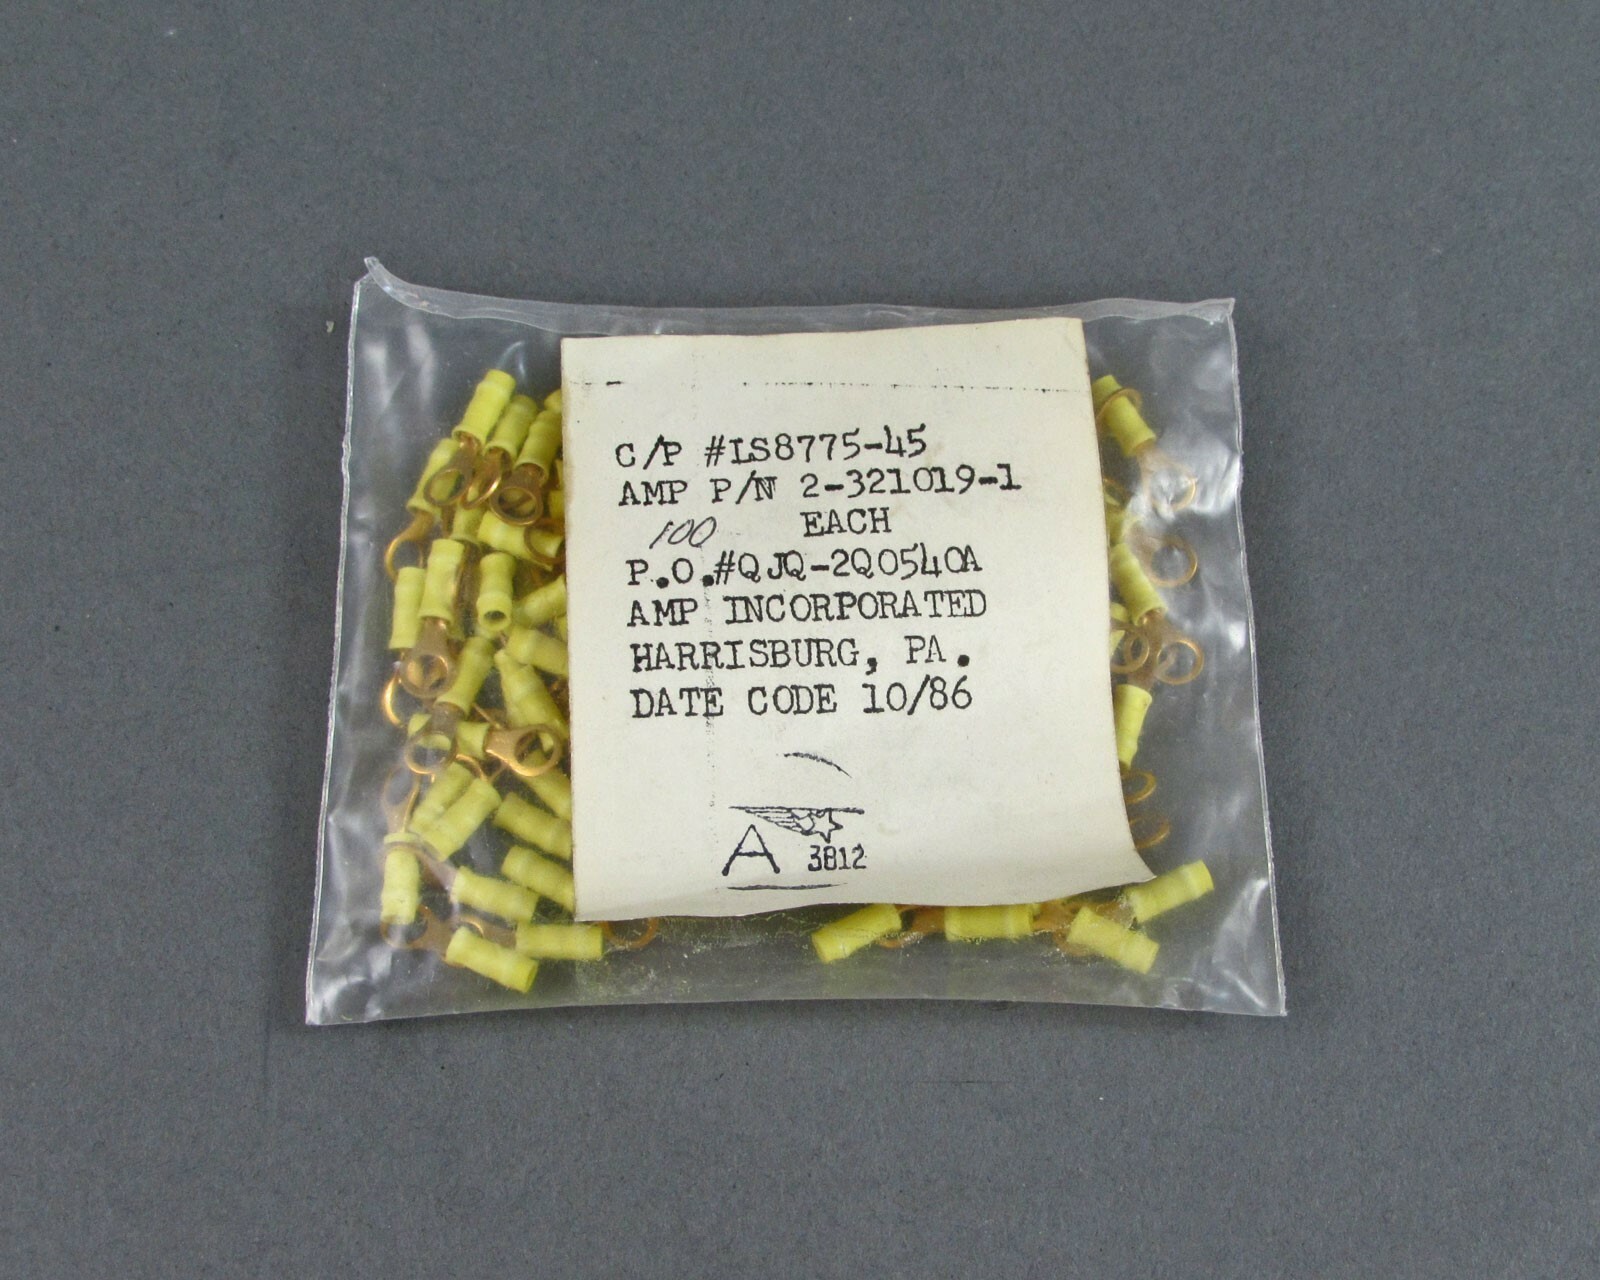 C/P #LS8775-45
AMP P/N 2-321019-1
100 EACH
P.O.#QJQ-2Q0540A
AMP INCORPORATED
HARRISBURG, PA.
DATE CODE 10/86
A 3812